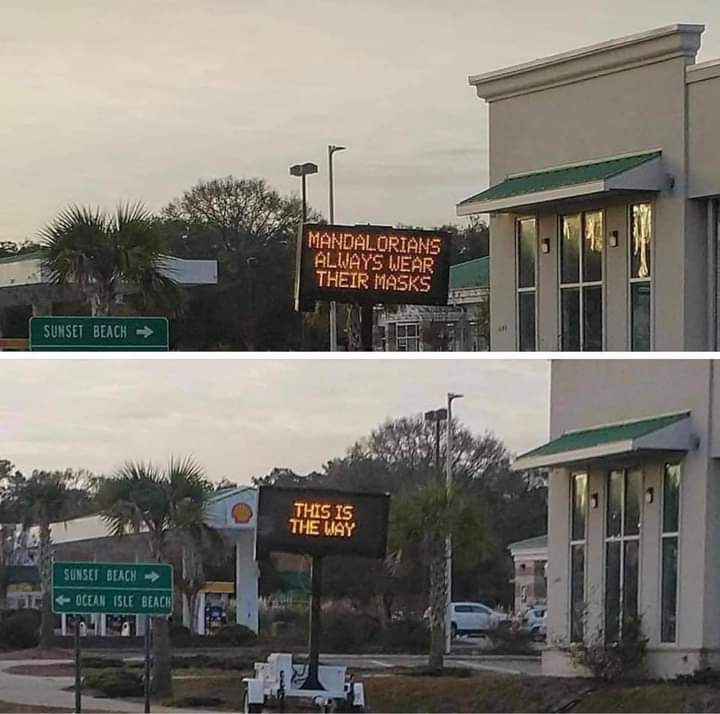 MANDALORIANS
ALWAYS WEAR
THEIR MASKS
SUNSET BEACH →
THIS IS
THE WAY
SUNSET BEACH →
← OCEAN ISLE BEACH